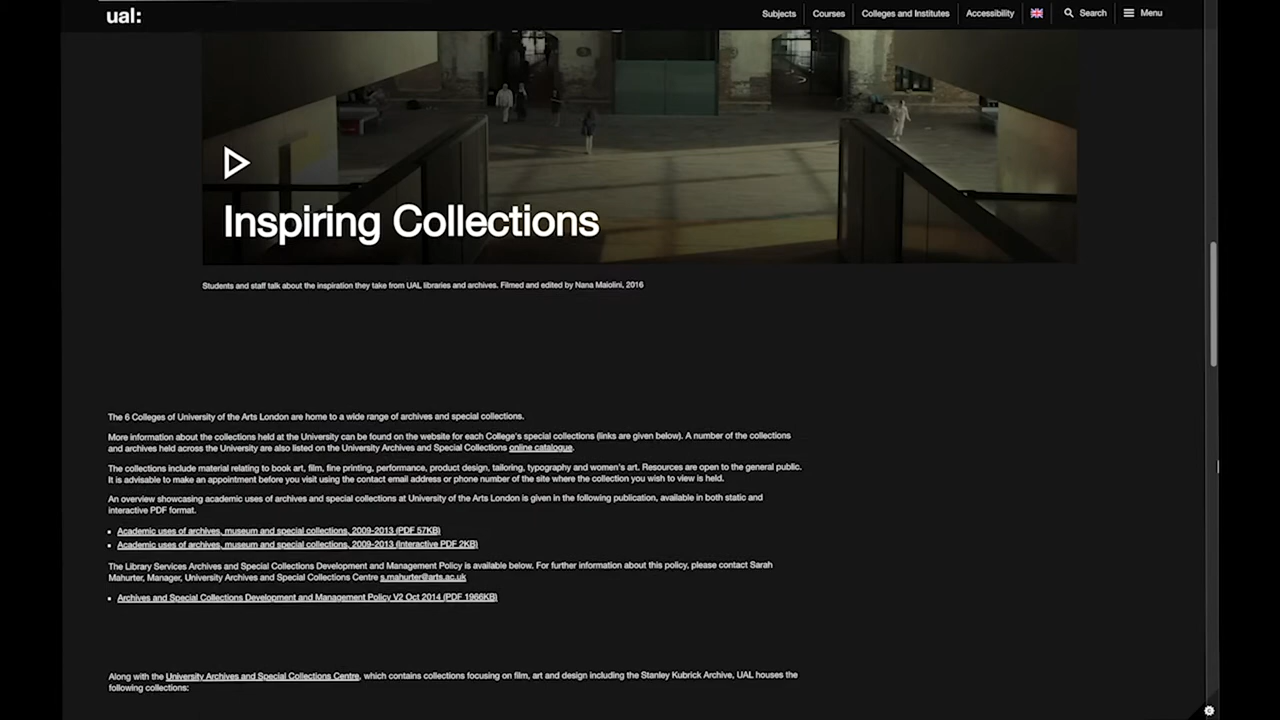 ual:
Subjects
Courses
Colleges and Institutes
Accessibility
Search
Menu
Inspiring Collections
Students and staff talk about the inspiration they take from UAL libraries and archives. Filmed and edited by Nana Maiolini, 2016
The 6 Colleges of University of the Arts London are home to a wide range of archives and special collections.
More information about the collections held at the University can be found on the website for each College's special collections (links are given below). A number of the collections
and archives held across the University are also listed on the University Archives and Special Collections online catalogue.
The collections include material relating to book art, film, fine printing, performance, product design, tailoring, typography and women's art. Resources are open to the general public.
It is advisable to make an appointment before you visit using the contact email address or phone number of the site where the collection you wish to view is held.
An overview showcasing academic uses of archives and special collections at University of the Arts London is given in the following publication, available in both static and
interactive PDF format.
Academic uses of archives, museum and special collections, 2009-2013 (PDF 57KB)
Academic uses of archives, museum and special collections, 2009-2013 (Interactive PDF 2KB)
The Library Services Archives and Special Collections Development and Management Policy is available below. For further information about this policy, please contact Sarah
Mahurter, Manager, University Archives and Special Collections Centre s.mahurter@arts.ac.uk
Archives and Special Collections Development and Management Policy V2 Oct 2014 (PDF 1966KB)
Along with the University Archives and Special Collections Centre, which contains collections focusing on film, art and design including the Stanley Kubrick Archive, UAL houses the
following collections: